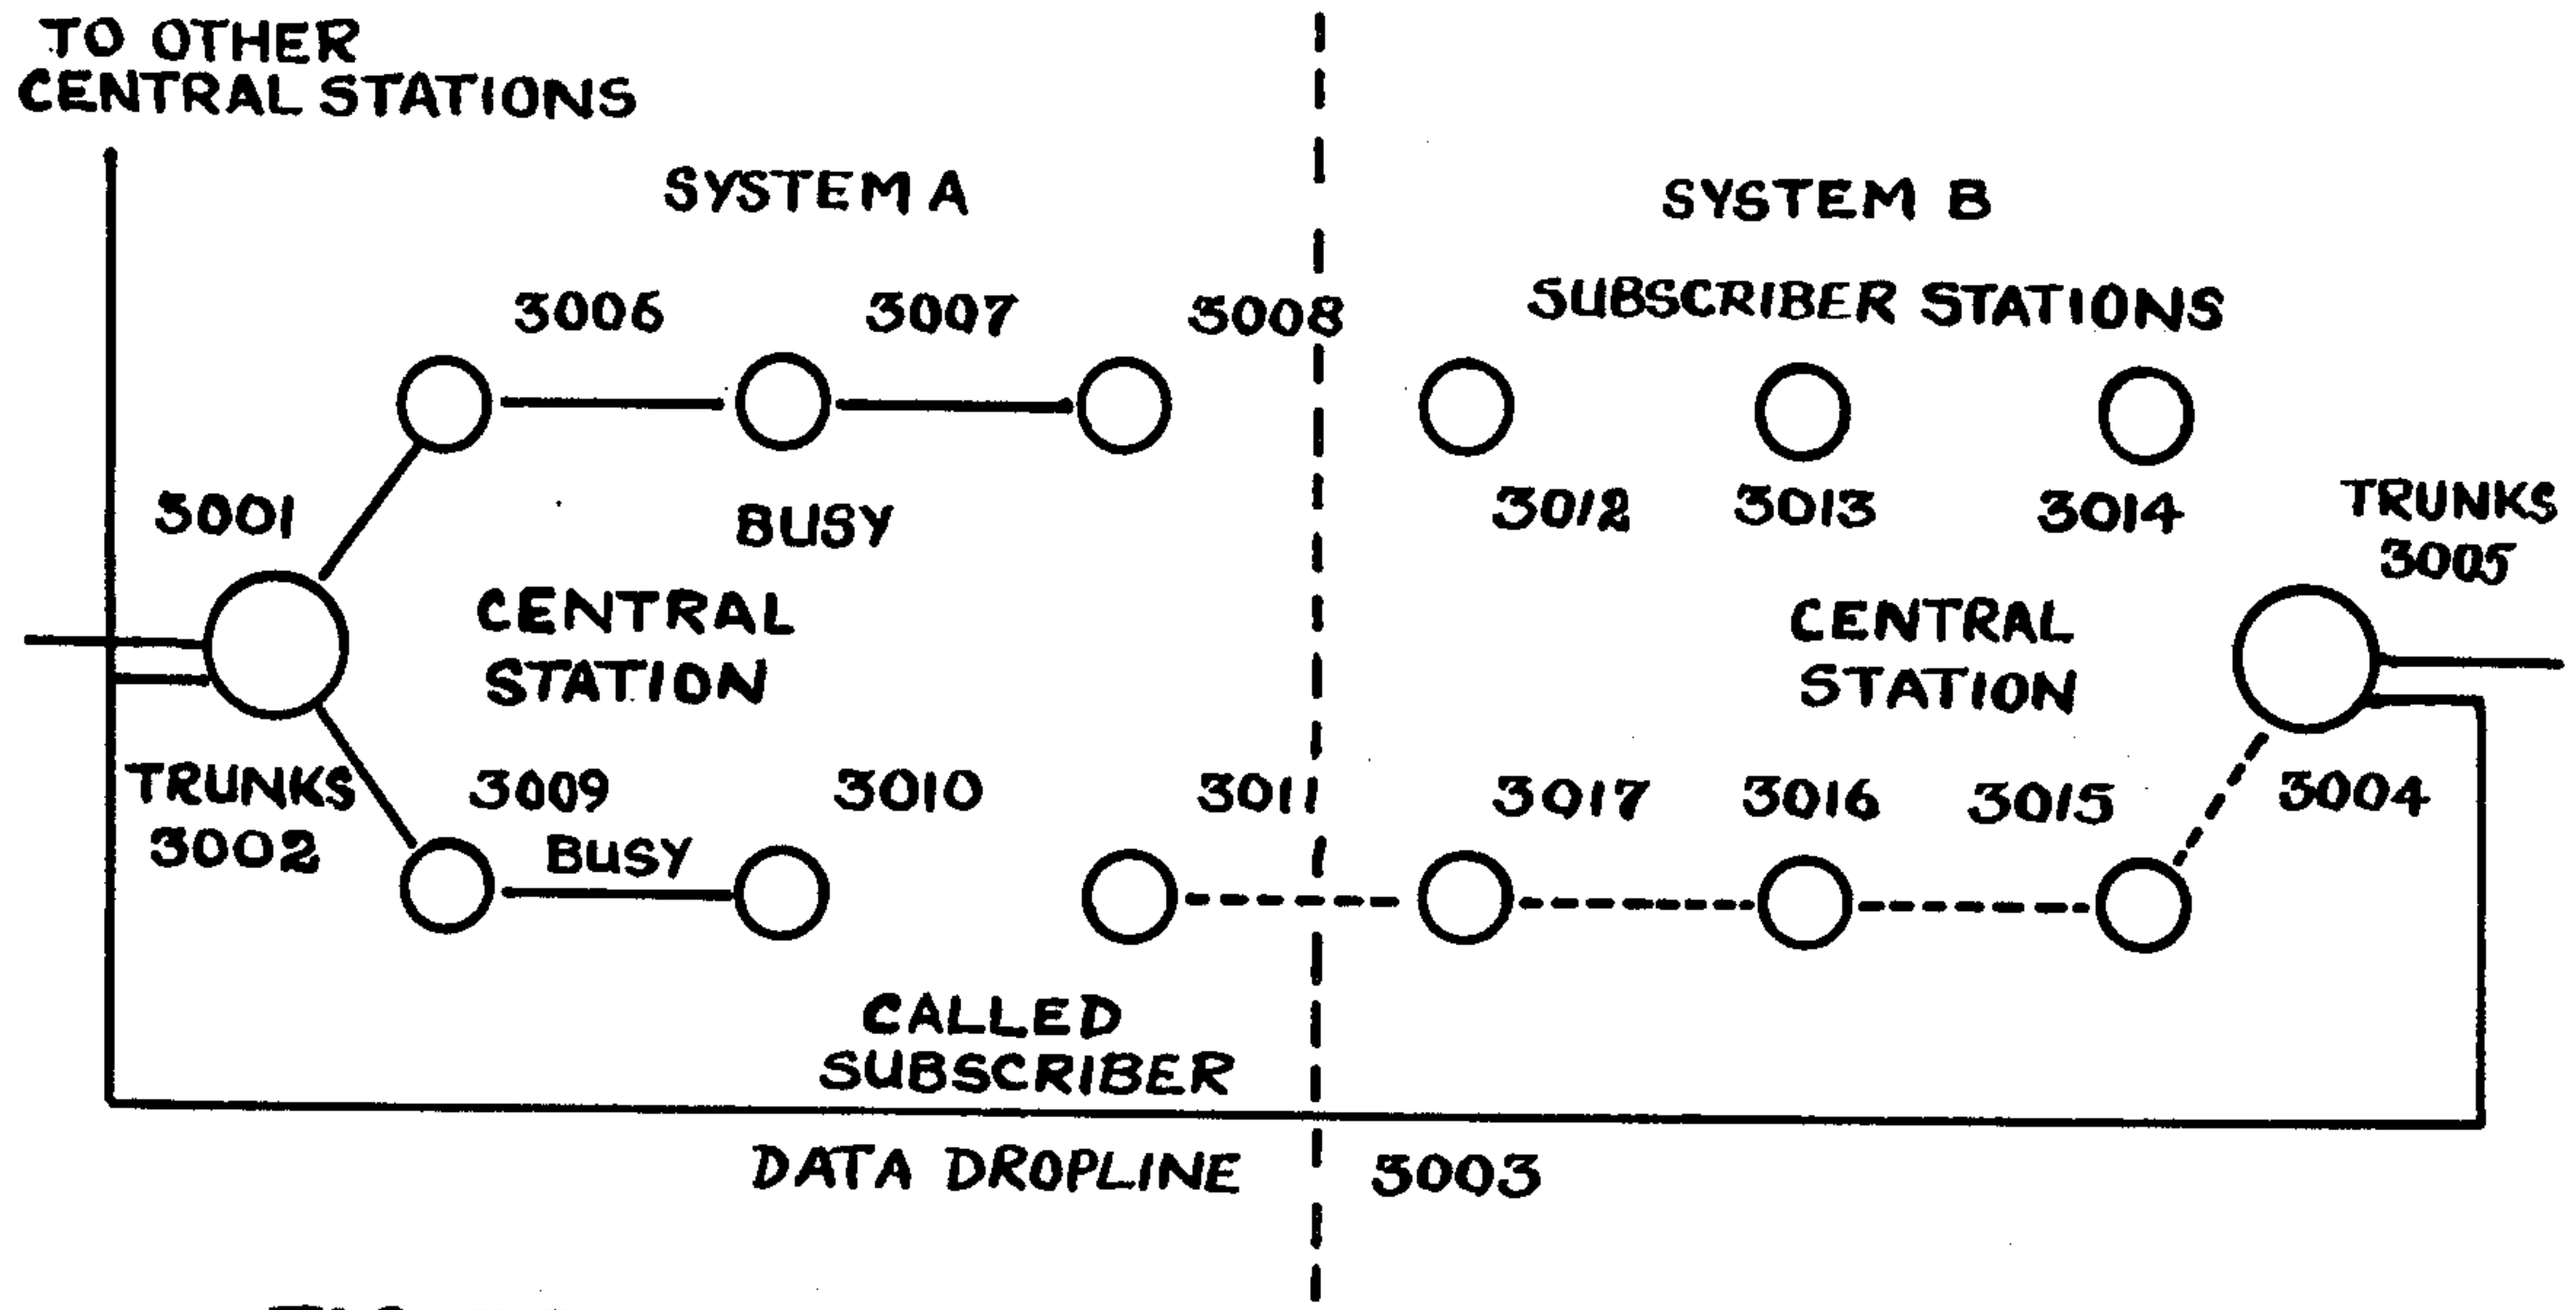 TO OTHER
CENTRAL STATIONS
SYSTEM A
SYSTEM B
SUBSCRIBER STATIONS
3006
3007
3008
3012
3013
3014
TRUNKS
3005
3001
BUSY
CENTRAL
STATION
CENTRAL
STATION
TRUNKS
3002
3009
BUSY
3010
3011
3017
3016
3015
3004
CALLED
SUBSCRIBER
DATA DROPLINE
3003